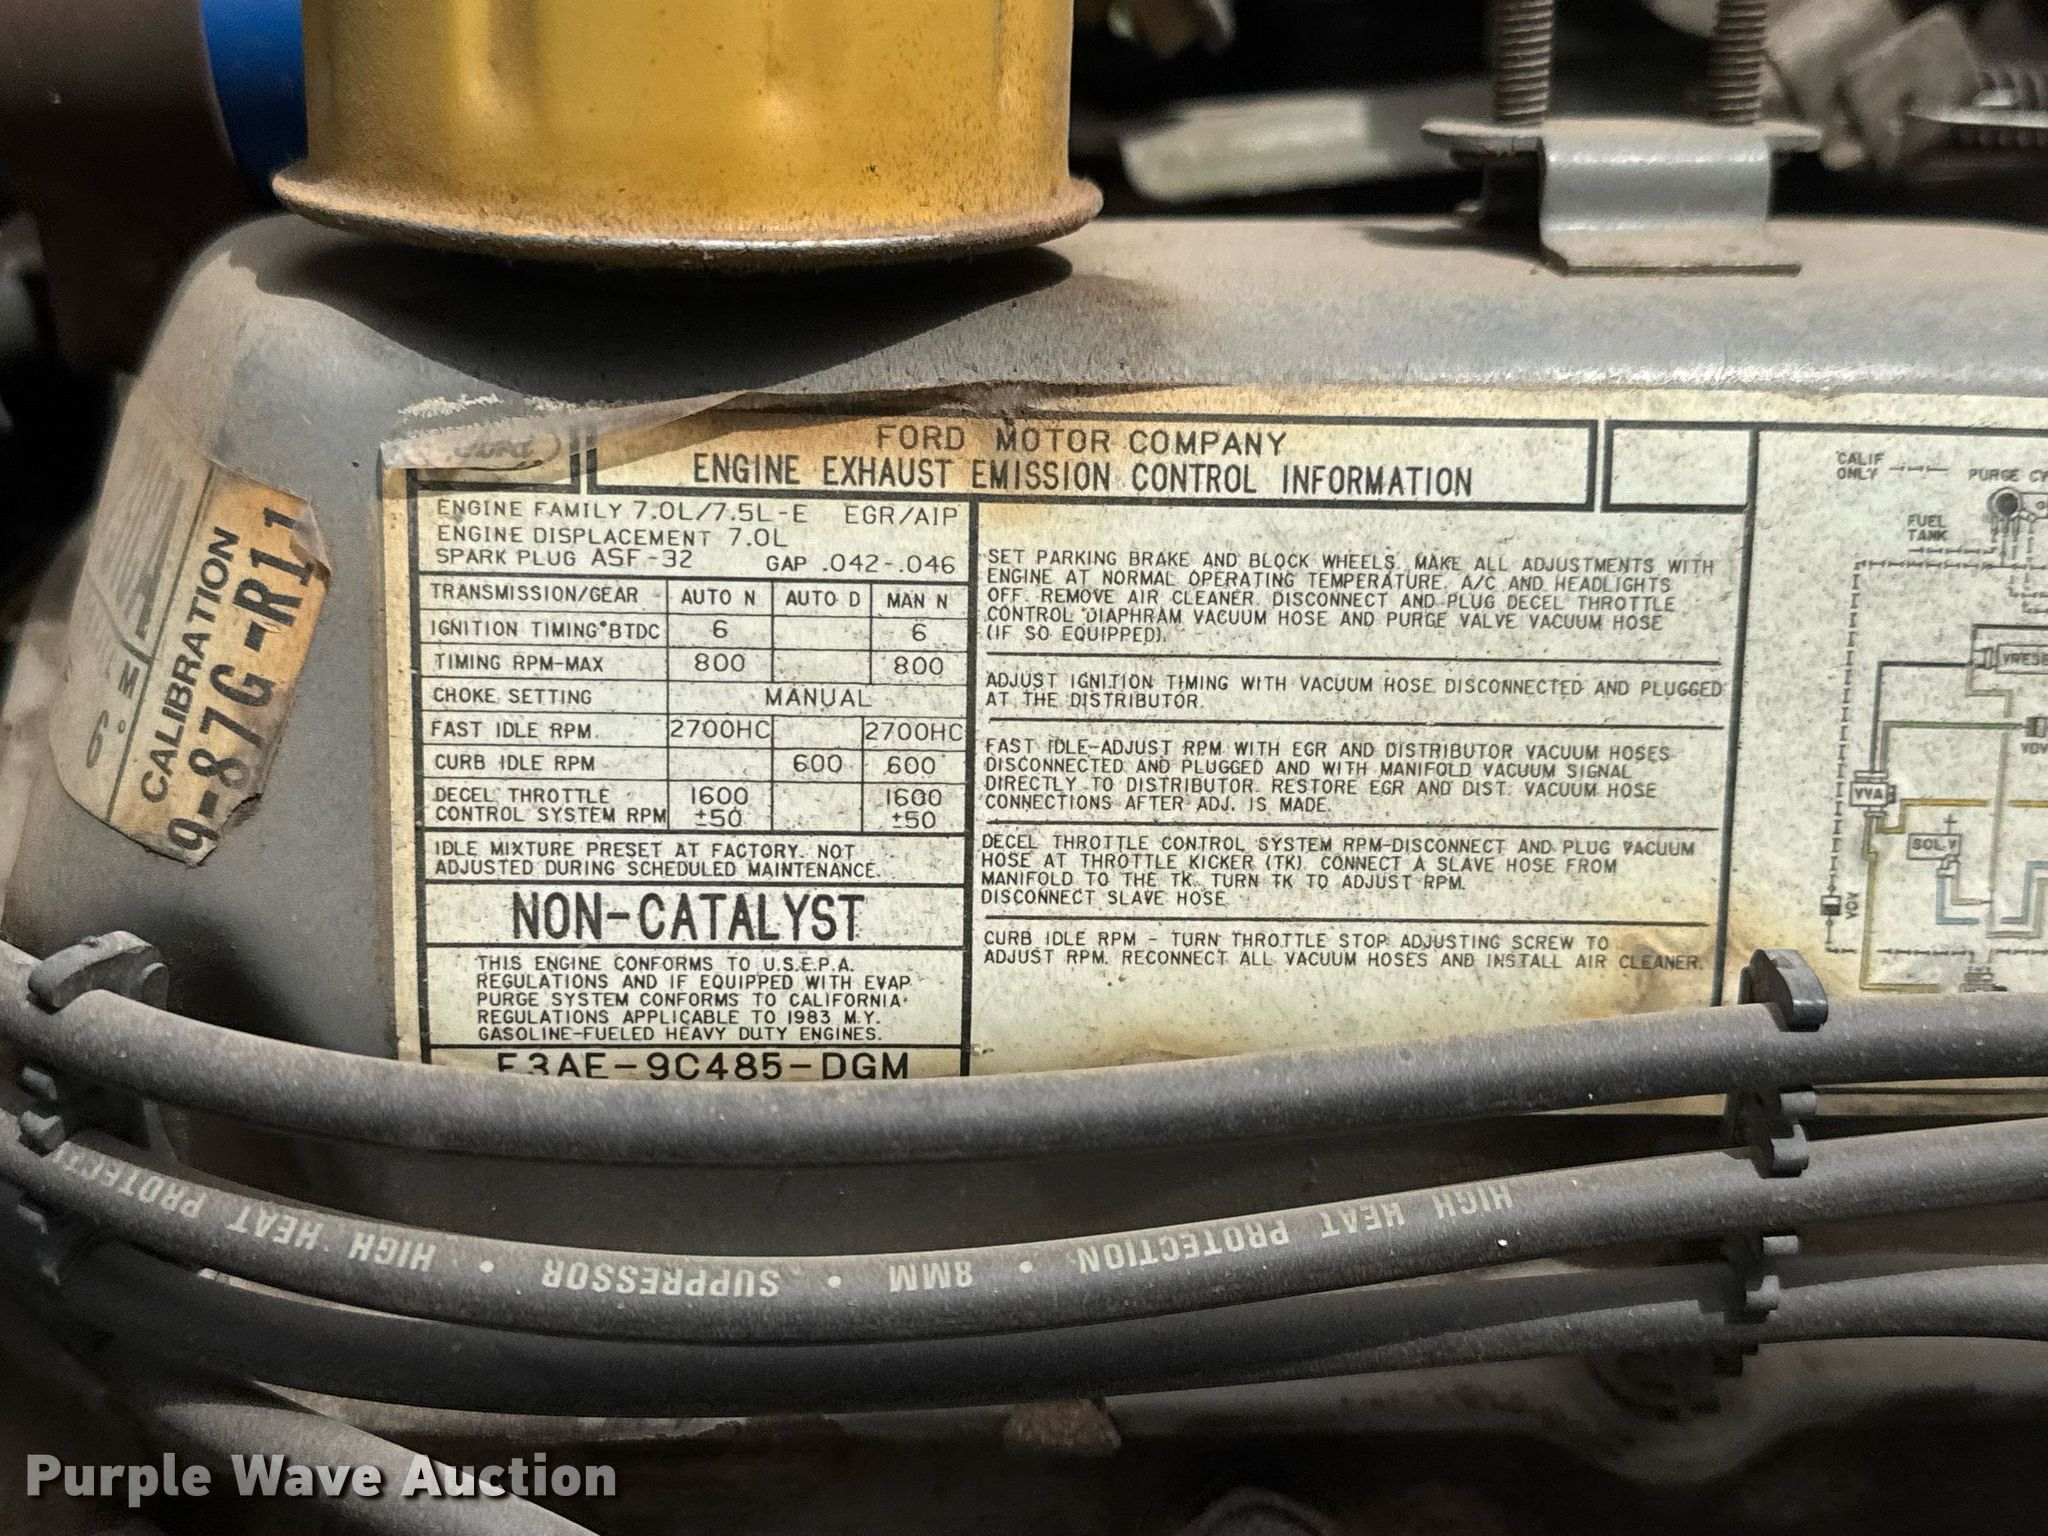 Ford
FORD MOTOR COMPANY
ENGINE EXHAUST EMISSION CONTROL INFORMATION
ENGINE FAMILY 7.0L/7.5L-E EGR/AIP
ENGINE DISPLACEMENT 7.0L
SPARK PLUG ASF-32 GAP .042-.046
TRANSMISSION/GEAR AUTO N AUTO D MAN N
IGNITION TIMING°BTDC 6 6
TIMING RPM-MAX 800 800
CHOKE SETTING MANUAL
FAST IDLE RPM 2700HC 2700HC
CURB IDLE RPM 600 600
DECEL THROTTLE 1600 1600
CONTROL SYSTEM RPM ±50 ±50
IDLE MIXTURE PRESET AT FACTORY. NOT
ADJUSTED DURING SCHEDULED MAINTENANCE.
NON-CATALYST
THIS ENGINE CONFORMS TO U.S.E.P.A.
REGULATIONS AND IF EQUIPPED WITH EVAP
PURGE SYSTEM CONFORMS TO CALIFORNIA
REGULATIONS APPLICABLE TO 1983 M.Y.
GASOLINE-FUELED HEAVY DUTY ENGINES.
E3AE-9C485-DGM
SET PARKING BRAKE AND BLOCK WHEELS. MAKE ALL ADJUSTMENTS WITH
ENGINE AT NORMAL OPERATING TEMPERATURE. A/C AND HEADLIGHTS
OFF. REMOVE AIR CLEANER. DISCONNECT AND PLUG DECEL THROTTLE
CONTROL DIAPHRAM VACUUM HOSE AND PURGE VALVE VACUUM HOSE
(IF SO EQUIPPED).
ADJUST IGNITION TIMING WITH VACUUM HOSE DISCONNECTED AND PLUGGED
AT THE DISTRIBUTOR.
FAST IDLE-ADJUST RPM WITH EGR AND DISTRIBUTOR VACUUM HOSES
DISCONNECTED AND PLUGGED AND WITH MANIFOLD VACUUM SIGNAL
DIRECTLY TO DISTRIBUTOR. RESTORE EGR AND DIST. VACUUM HOSE
CONNECTIONS AFTER ADJ. IS MADE.
DECEL THROTTLE CONTROL SYSTEM RPM-DISCONNECT AND PLUG VACUUM
HOSE AT THROTTLE KICKER (TK). CONNECT A SLAVE HOSE FROM
MANIFOLD TO THE TK. TURN TK TO ADJUST RPM.
DISCONNECT SLAVE HOSE.
CURB IDLE RPM - TURN THROTTLE STOP ADJUSTING SCREW TO
ADJUST RPM. RECONNECT ALL VACUUM HOSES AND INSTALL AIR CLEANER.
CALIF
ONLY
PURGE CV
FUEL
TANK
VRESE
VDV
VVA
SOL V
VCV
CALIBRATION
9-87G-R11
HIGH HEAT PROTECTION • 8MM • SUPPRESSOR • HIGH HEAT PROTECTI
Purple Wave Auction